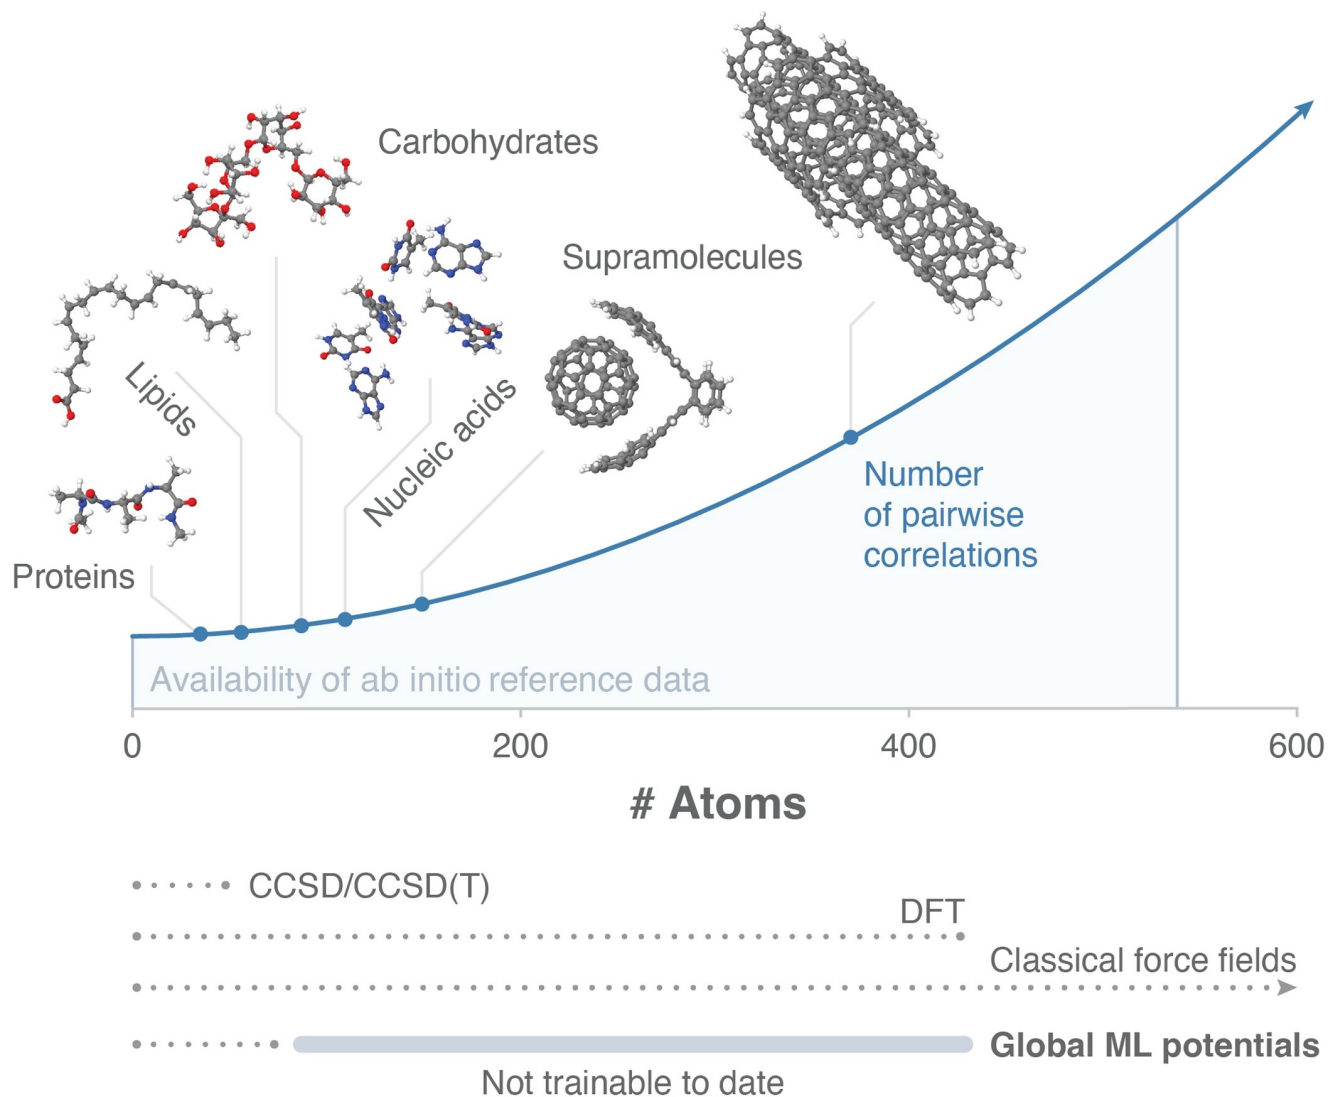 Carbohydrates
Supramolecules
Lipids
Nucleic acids
Proteins
Number
of pairwise
correlations
Availability of ab initio reference data
0 200 400 600
# Atoms
CCSD/CCSD(T)
DFT
Classical force fields
Global ML potentials
Not trainable to date